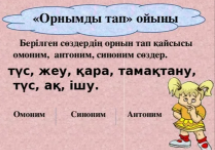 «Орнымды тап» ойыны
Берілген сөздердің орнын тап қайсысы
омоним, антоним, синоним сөздер.
түс, жеу, қара, тамақтану,
түс, ақ, ішу.
Омоним Синоним Антоним